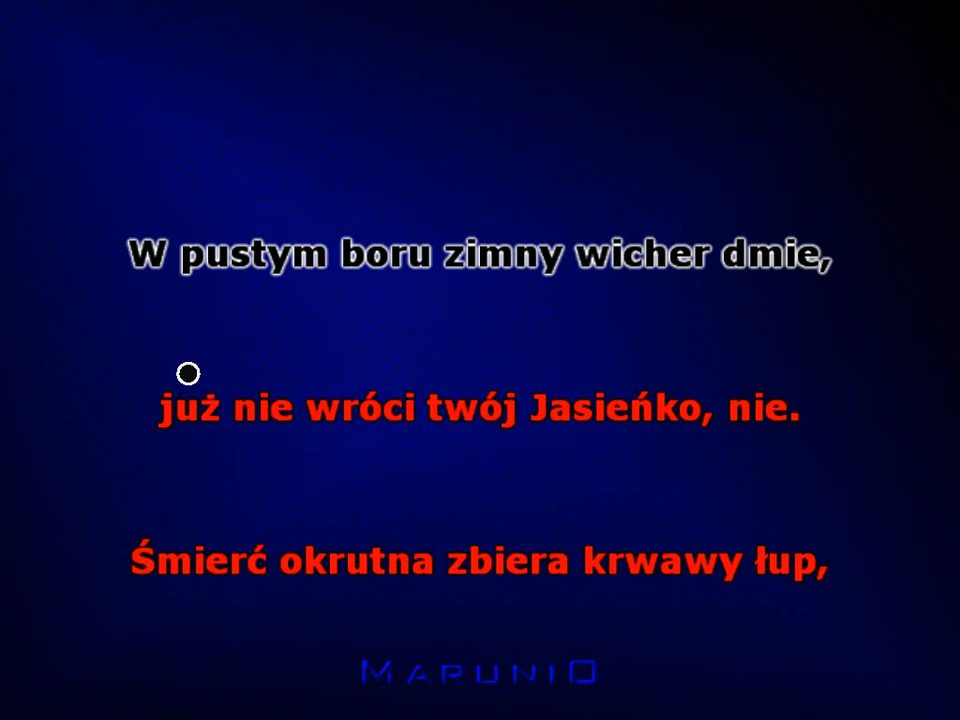 W pustym boru zimny wicher dmie,
już nie wróci twój Jasieńko, nie.
Śmierć okrutna zbiera krwawy łup,
MARUNIO